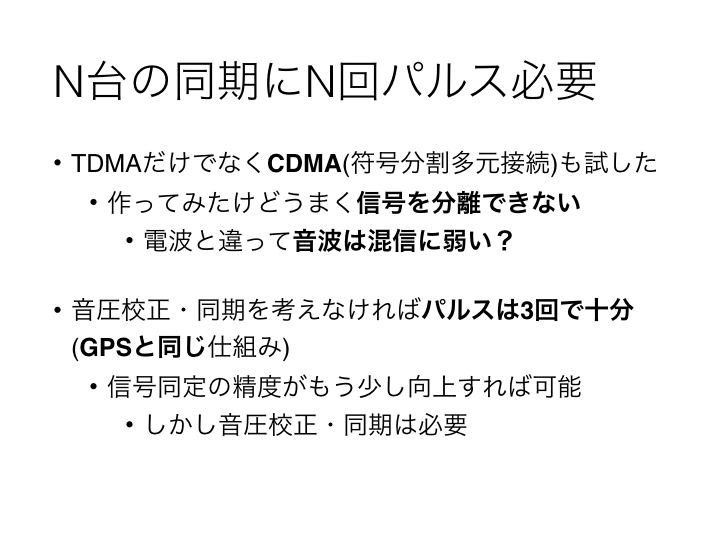 N台の同期にN回パルス必要
• TDMAだけでなくCDMA(符号分割多元接続)も試した
• 作ってみたけどうまく信号を分離できない
• 電波と違って音波は混信に弱い？
• 音圧校正・同期を考えなければパルスは3回で十分
(GPSと同じ仕組み)
• 信号同定の精度がもう少し向上すれば可能
• しかし音圧校正・同期は必要